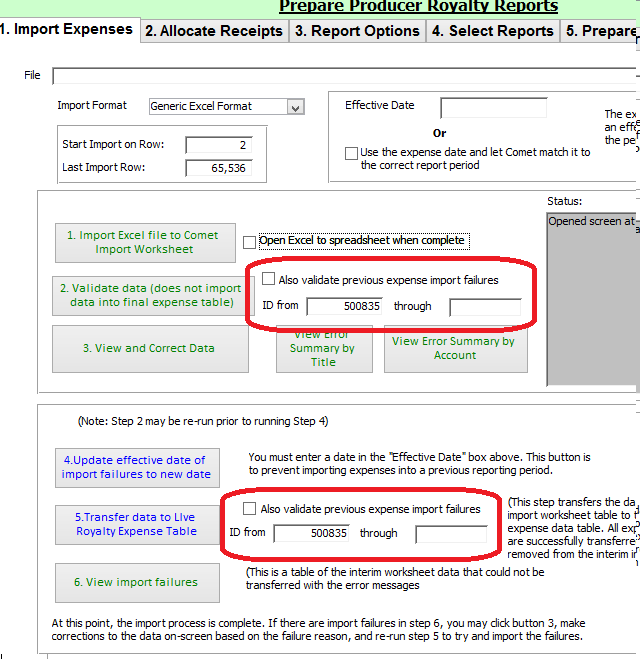 Prepare Producer Royalty Reports
1. Import Expenses
2. Allocate Receipts
3. Report Options
4. Select Reports
5. Prepare
File
Import Format
Generic Excel Format
Effective Date
The ex
an effe
the pe
Start Import on Row:
2
Last Import Row:
65,536
Or
Use the expense date and let Comet match it to
the correct report period
Status:
Opened screen at
1. Import Excel file to Comet
Import Worksheet
Open Excel to spreadsheet when complete
2. Validate data (does not import
data into final expense table)
Also validate previous expense import failures
ID from
500835
through
3. View and Correct Data
View Error
Summary by
Title
View Error Summary by
Account
(Note: Step 2 may be re-run prior to running Step 4)
4.Update effective date of
import failures to new date
You must enter a date in the "Effective Date" box above. This button is
to prevent importing expenses into a previous reporting period.
5.Transfer data to LIve
Royalty Expense Table
Also validate previous expense import failures
ID from
500835
through
(This step transfers the da
import worksheet table to
expense data table. All exp
are successfully transferre
removed from the interim
6. View import failures
(This is a table of the interim worksheet data that could not be
transferred with the error messages
At this point, the import process is complete. If there are import failures in step 6, you may click button 3, make
corrections to the data on-screen based on the failure reason, and re-run step 5 to try and import the failures.